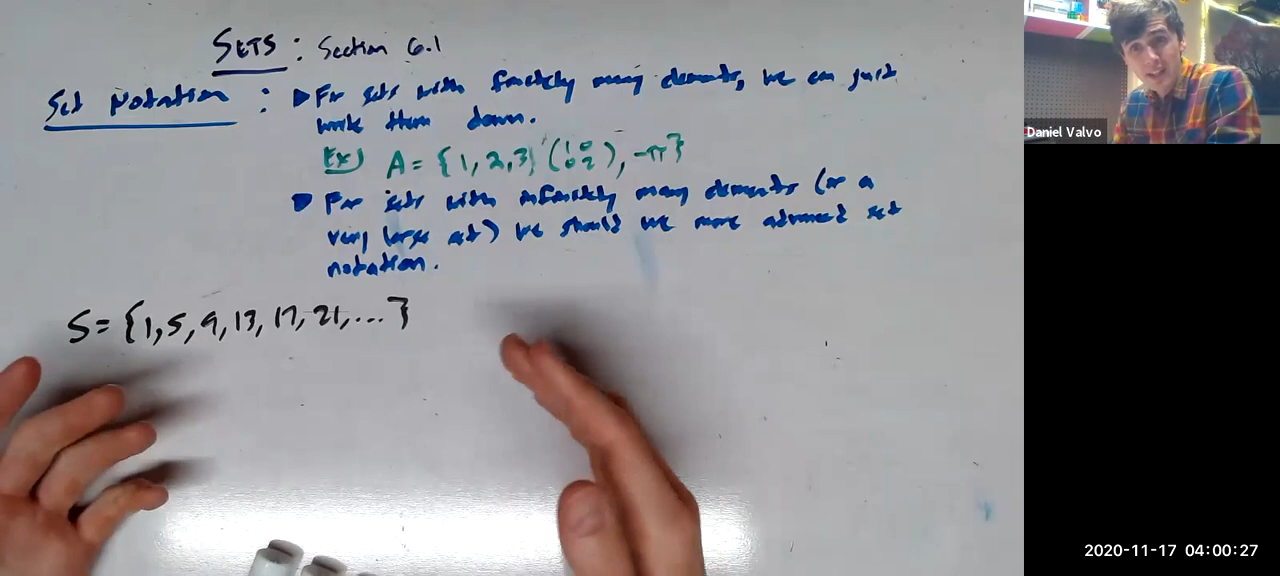 SETS: Section 6.1
Set Notation: ▶ For sets with finitely many elements, we can just
write them down.
Ex) A = {1, 2, 3, (1 0
0 2), -π}
▶ For sets with infinitely many elements (or a
very large set) we should use more advanced set
notation.
S = {1, 5, 9, 13, 17, 21, ... }
Daniel Valvo
2020-11-17 04:00:27